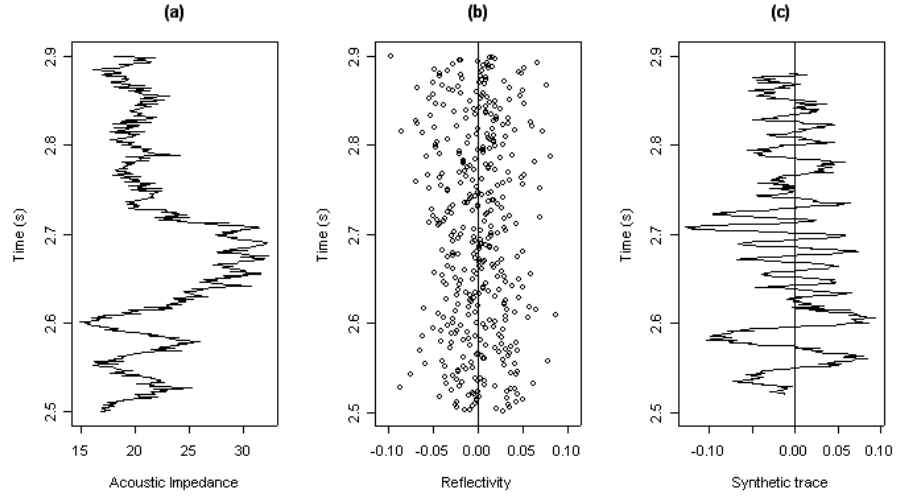 (a)
2.9
2.8
2.7
2.6
2.5
Time (s)
15 20 25 30
Acoustic Impedance
(b)
2.9
2.8
2.7
2.6
2.5
Time (s)
-0.10 -0.05 0.00 0.05 0.10
Reflectivity
(c)
2.9
2.8
2.7
2.6
2.5
Time (s)
-0.10 0.00 0.05 0.10
Synthetic trace